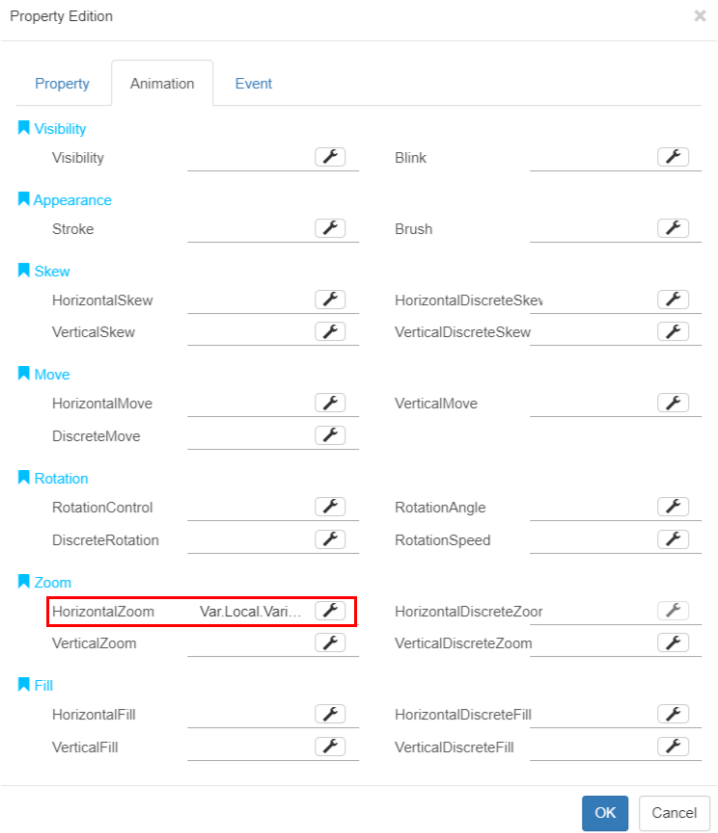 Property Edition ×
Property Animation Event
Visibility
Visibility Blink
Appearance
Stroke Brush
Skew
HorizontalSkew HorizontalDiscreteSkew
VerticalSkew VerticalDiscreteSkew
Move
HorizontalMove VerticalMove
DiscreteMove
Rotation
RotationControl RotationAngle
DiscreteRotation RotationSpeed
Zoom
HorizontalZoom Var.Local.Vari... HorizontalDiscreteZoor
VerticalZoom VerticalDiscreteZoom
Fill
HorizontalFill HorizontalDiscreteFill
VerticalFill VerticalDiscreteFill
OK Cancel